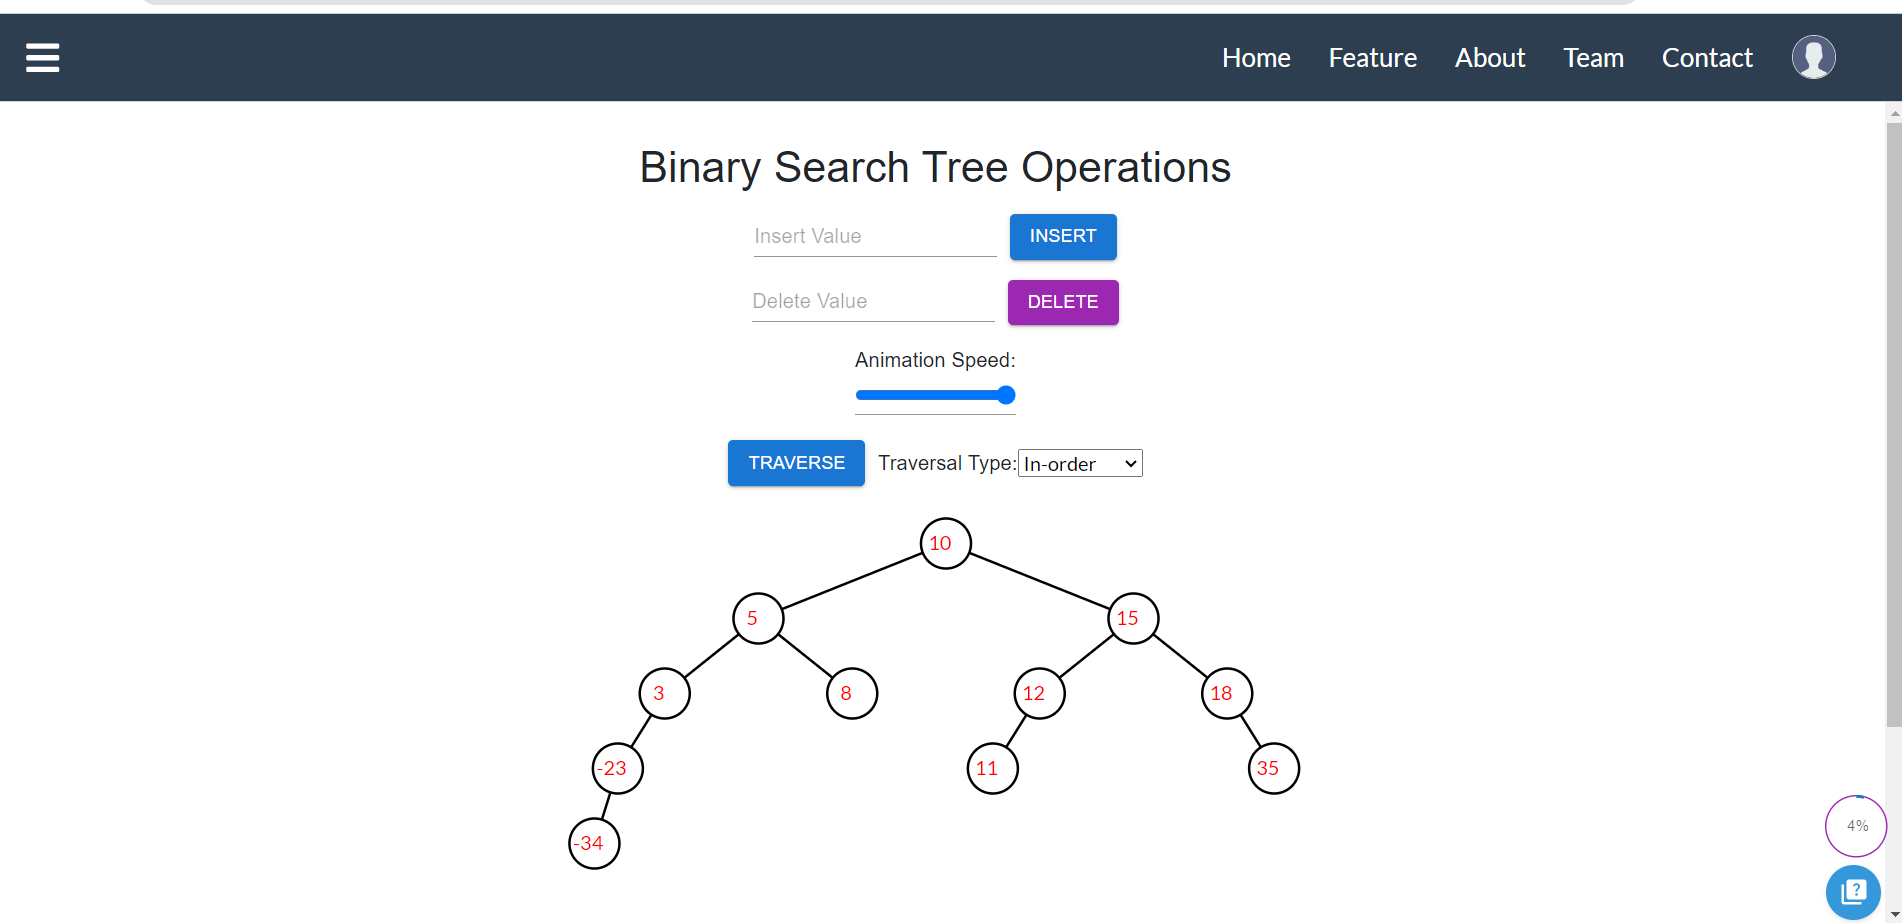 Home Feature About Team Contact
Binary Search Tree Operations
Insert Value INSERT
Delete Value DELETE
Animation Speed:
TRAVERSE Traversal Type: In-order
10
5 15
3 8 12 18
-23 11 35
4%
-34
?